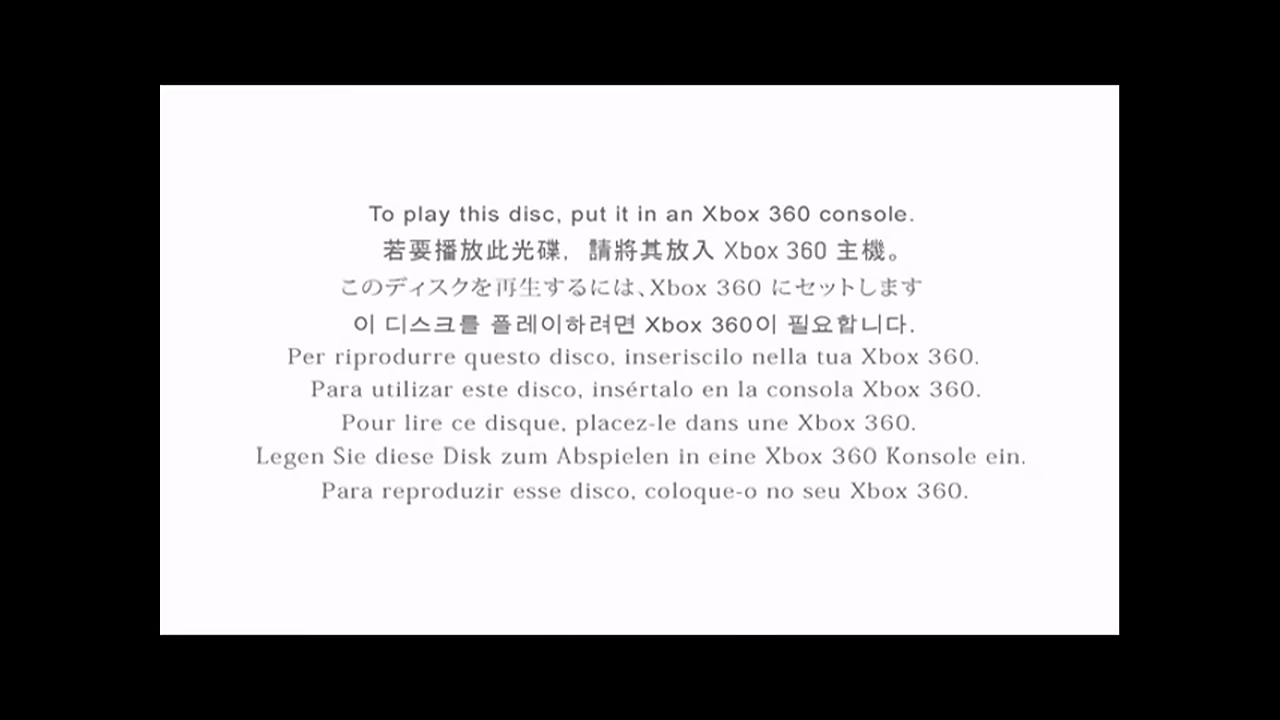 To play this disc, put it in an Xbox 360 console.
若要播放此光碟，請將其放入 Xbox 360 主機。
このディスクを再生するには、Xbox 360 にセットします
이 디스크를 플레이하려면 Xbox 360이 필요합니다.
Per riprodurre questo disco, inseriscilo nella tua Xbox 360.
Para utilizar este disco, insértalo en la consola Xbox 360.
Pour lire ce disque, placez-le dans une Xbox 360.
Legen Sie diese Disk zum Abspielen in eine Xbox 360 Konsole ein.
Para reproduzir esse disco, coloque-o no seu Xbox 360.